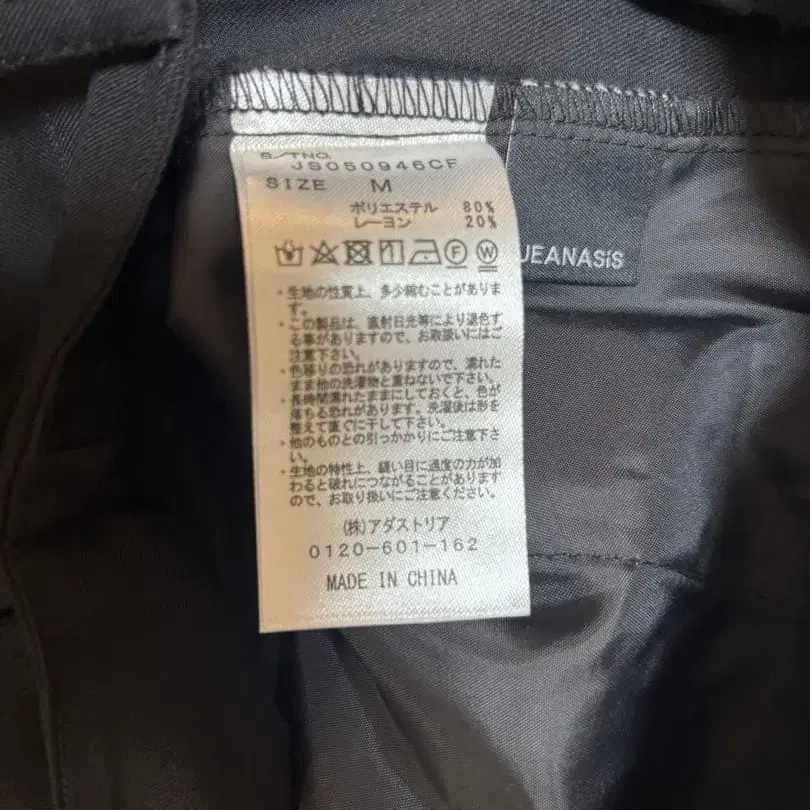 S/TNO.
JS050946CF
SIZE M
ポリエステル 80%
レーヨン 20%
F W
JEANASiS
・生地の性質上、多少縮むことがありま
す。
・この製品は、直射日光等により退色す
る事がありますので、お取扱いにはご
注意下さい。
・色移りの恐れがありますので、濡れた
まま他の洗濯物と重ねないで下さい。
・長時間濡れたままにしておくと、色が
落ちる恐れがあります。洗濯後は形を
整えて直ぐに干して下さい。
・他のものとの引っかかりにご注意下さ
い。
・生地の特性上、縫い目に過度の力が加
わると破れにつながることがあります
ので、お取り扱いにご注意ください。
(株)アダストリア
0120-601-162
MADE IN CHINA